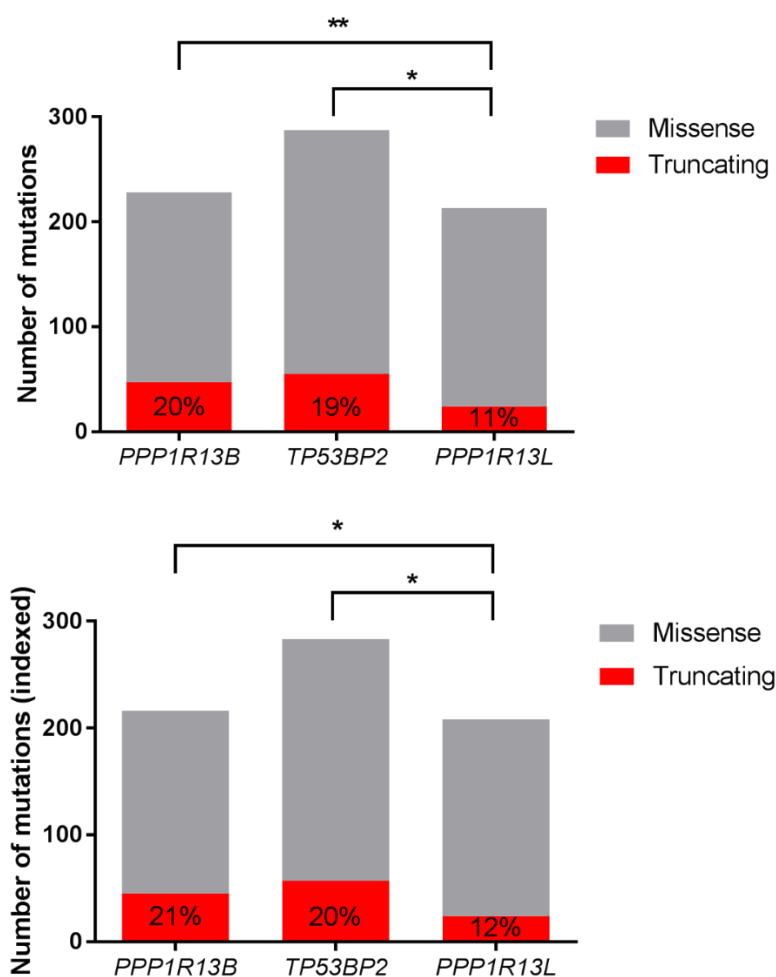 **
*
300
200
100
0
Number of mutations
Missense
Truncating
20%
19%
11%
PPP1R13B
TP53BP2
PPP1R13L
*
*
300
200
100
0
Number of mutations (indexed)
Missense
Truncating
21%
20%
12%
PPP1R13B
TP53BP2
PPP1R13L